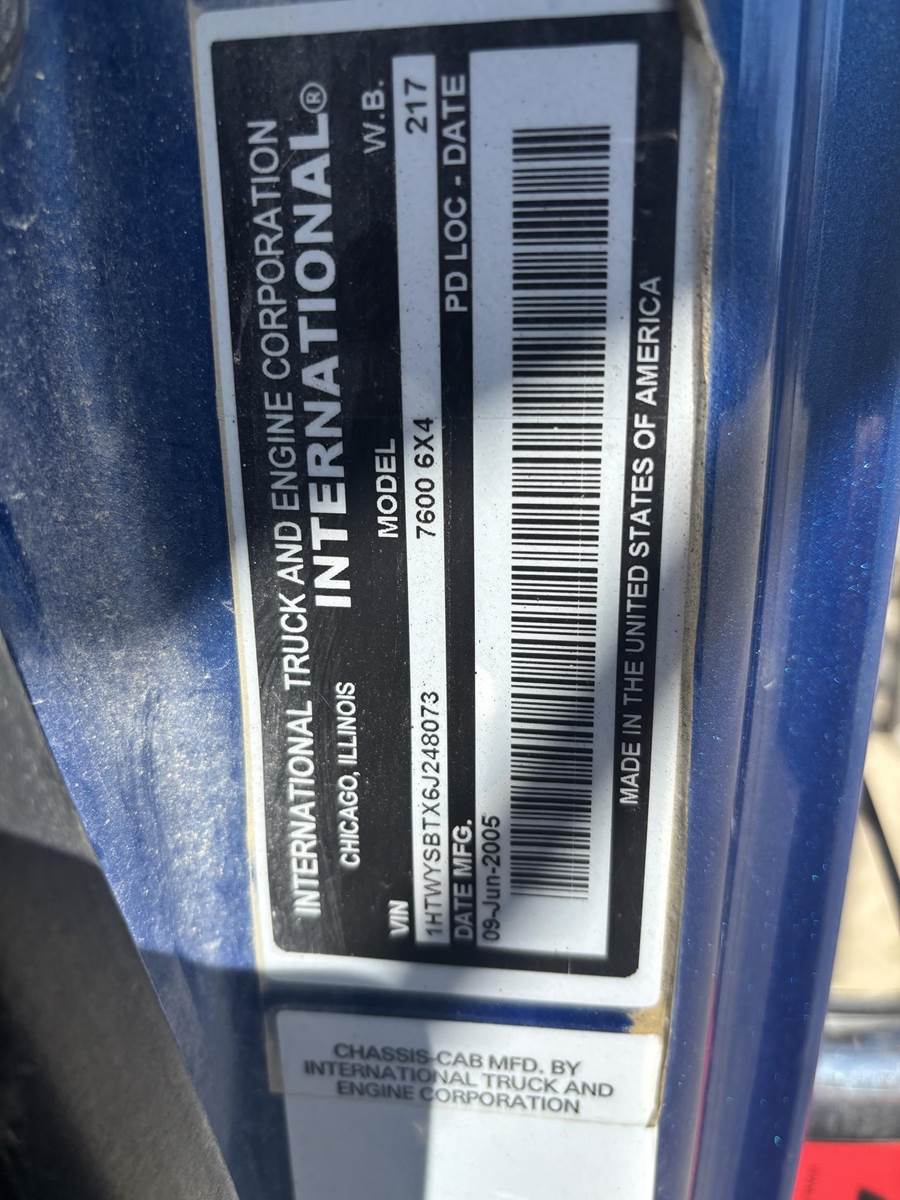 INTERNATIONAL TRUCK AND ENGINE CORPORATION
CHICAGO, ILLINOIS INTERNATIONAL®
VIN MODEL W.B.
1HTWYSBTX6J248073 7600 6X4 217
DATE MFG. PD LOC - DATE
09-Jun-2005
MADE IN THE UNITED STATES OF AMERICA
CHASSIS-CAB MFD. BY
INTERNATIONAL TRUCK AND
ENGINE CORPORATION